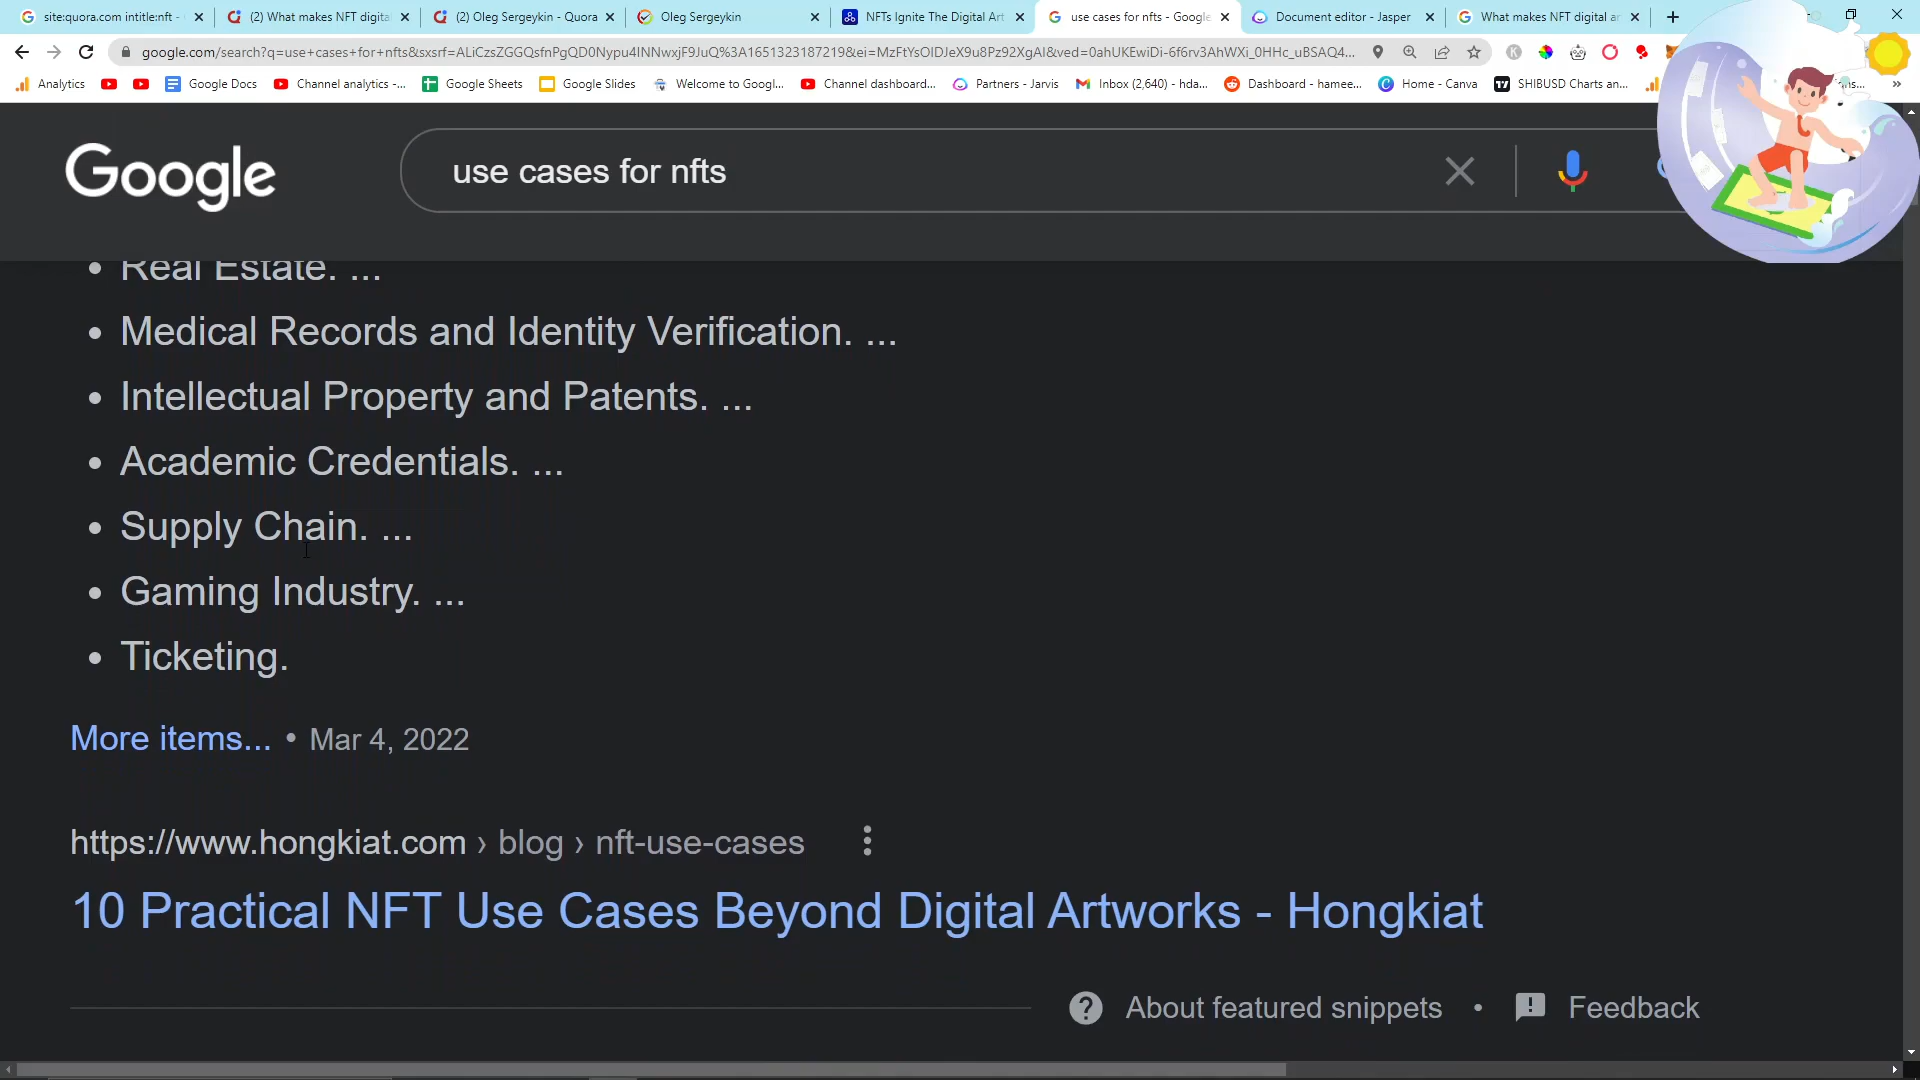 site:quora.com intitle:nft -
(2) What makes NFT digita
(2) Oleg Sergeykin - Quora
Oleg Sergeykin
NFTs Ignite The Digital Art
use cases for nfts - Google
Document editor - Jasper
What makes NFT digital ar
google.com/search?q=use+cases+for+nfts&sxsrf=ALiCzsZGGQsfnPgQD0Nypu4INNwxjF9JuQ%3A1651323187219&ei=MzFtYsOIDJeX9u8Pz92XgAI&ved=0ahUKEwiDi-6f6rv3AhWXi_0HHc_uBSAQ4...
Analytics
Google Docs
Channel analytics -...
Google Sheets
Google Slides
Welcome to Googl...
Channel dashboard...
Partners - Jarvis
Inbox (2,640) - hda...
Dashboard - hamee...
Home - Canva
SHIBUSD Charts an...
Google
use cases for nfts
Real Estate. ...
Medical Records and Identity Verification. ...
Intellectual Property and Patents. ...
Academic Credentials. ...
Supply Chain. ...
Gaming Industry. ...
Ticketing.
More items... • Mar 4, 2022
https://www.hongkiat.com › blog › nft-use-cases
10 Practical NFT Use Cases Beyond Digital Artworks - Hongkiat
About featured snippets • Feedback